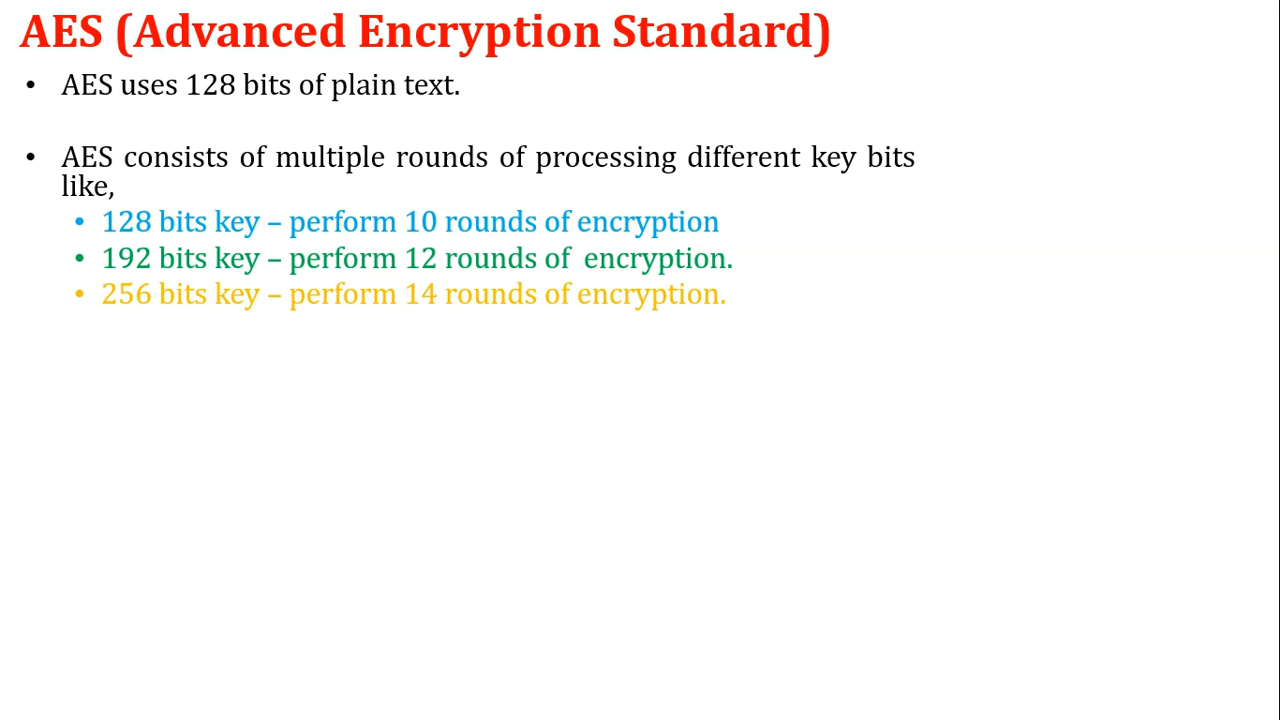 AES (Advanced Encryption Standard)
• AES uses 128 bits of plain text.
• AES consists of multiple rounds of processing different key bits
like,
• 128 bits key – perform 10 rounds of encryption
• 192 bits key – perform 12 rounds of  encryption.
• 256 bits key – perform 14 rounds of encryption.